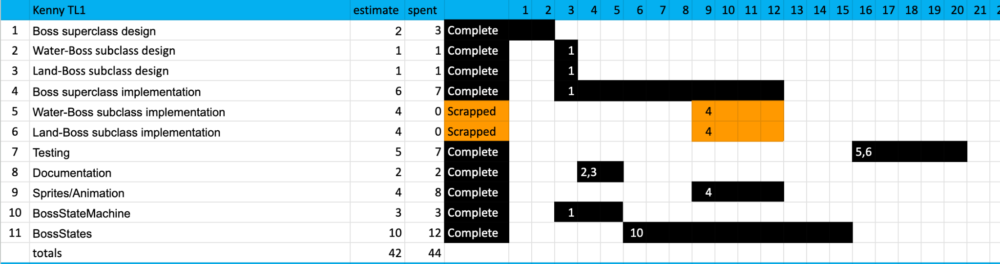 Kenny TL1 estimate spent 1 2 3 4 5 6 7 8 9 10 11 12 13 14 15 16 17 18 19 20 21
1 Boss superclass design 2 3 Complete
2 Water-Boss subclass design 1 1 Complete 1
3 Land-Boss subclass design 1 1 Complete 1
4 Boss superclass implementation 6 7 Complete 1
5 Water-Boss subclass implementation 4 0 Scrapped 4
6 Land-Boss subclass implementation 4 0 Scrapped 4
7 Testing 5 7 Complete 5,6
8 Documentation 2 2 Complete 2,3
9 Sprites/Animation 4 8 Complete 4
10 BossStateMachine 3 3 Complete 1
11 BossStates 10 12 Complete 10
totals 42 44